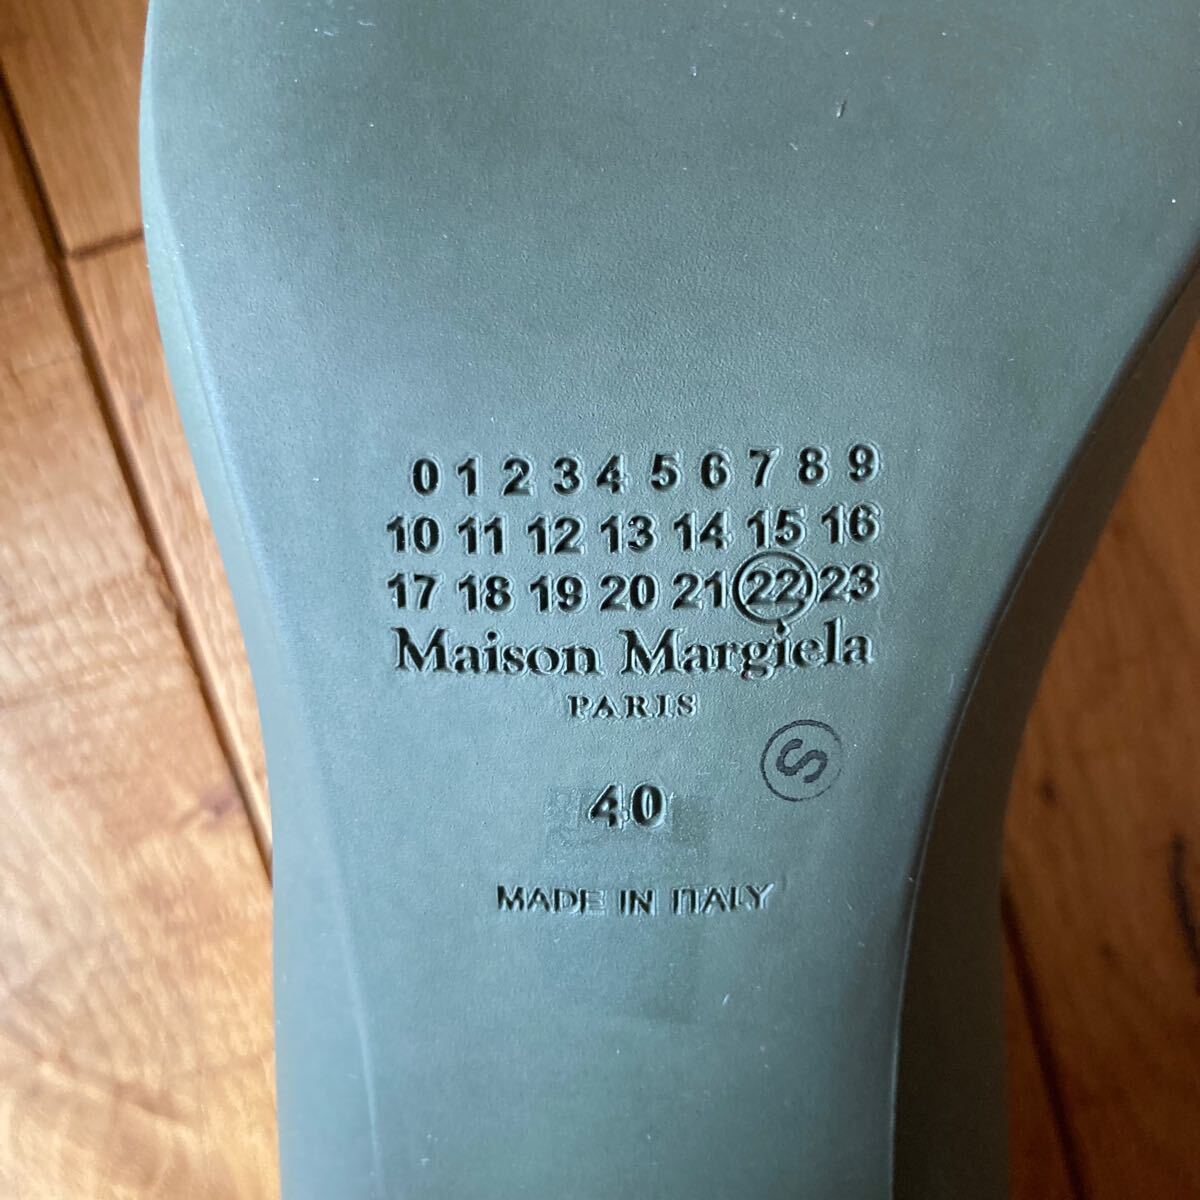 0 1 2 3 4 5 6 7 8 9
10 11 12 13 14 15 16
17 18 19 20 21 22 23
Maison Margiela
PARIS
S
40
MADE IN ITALY